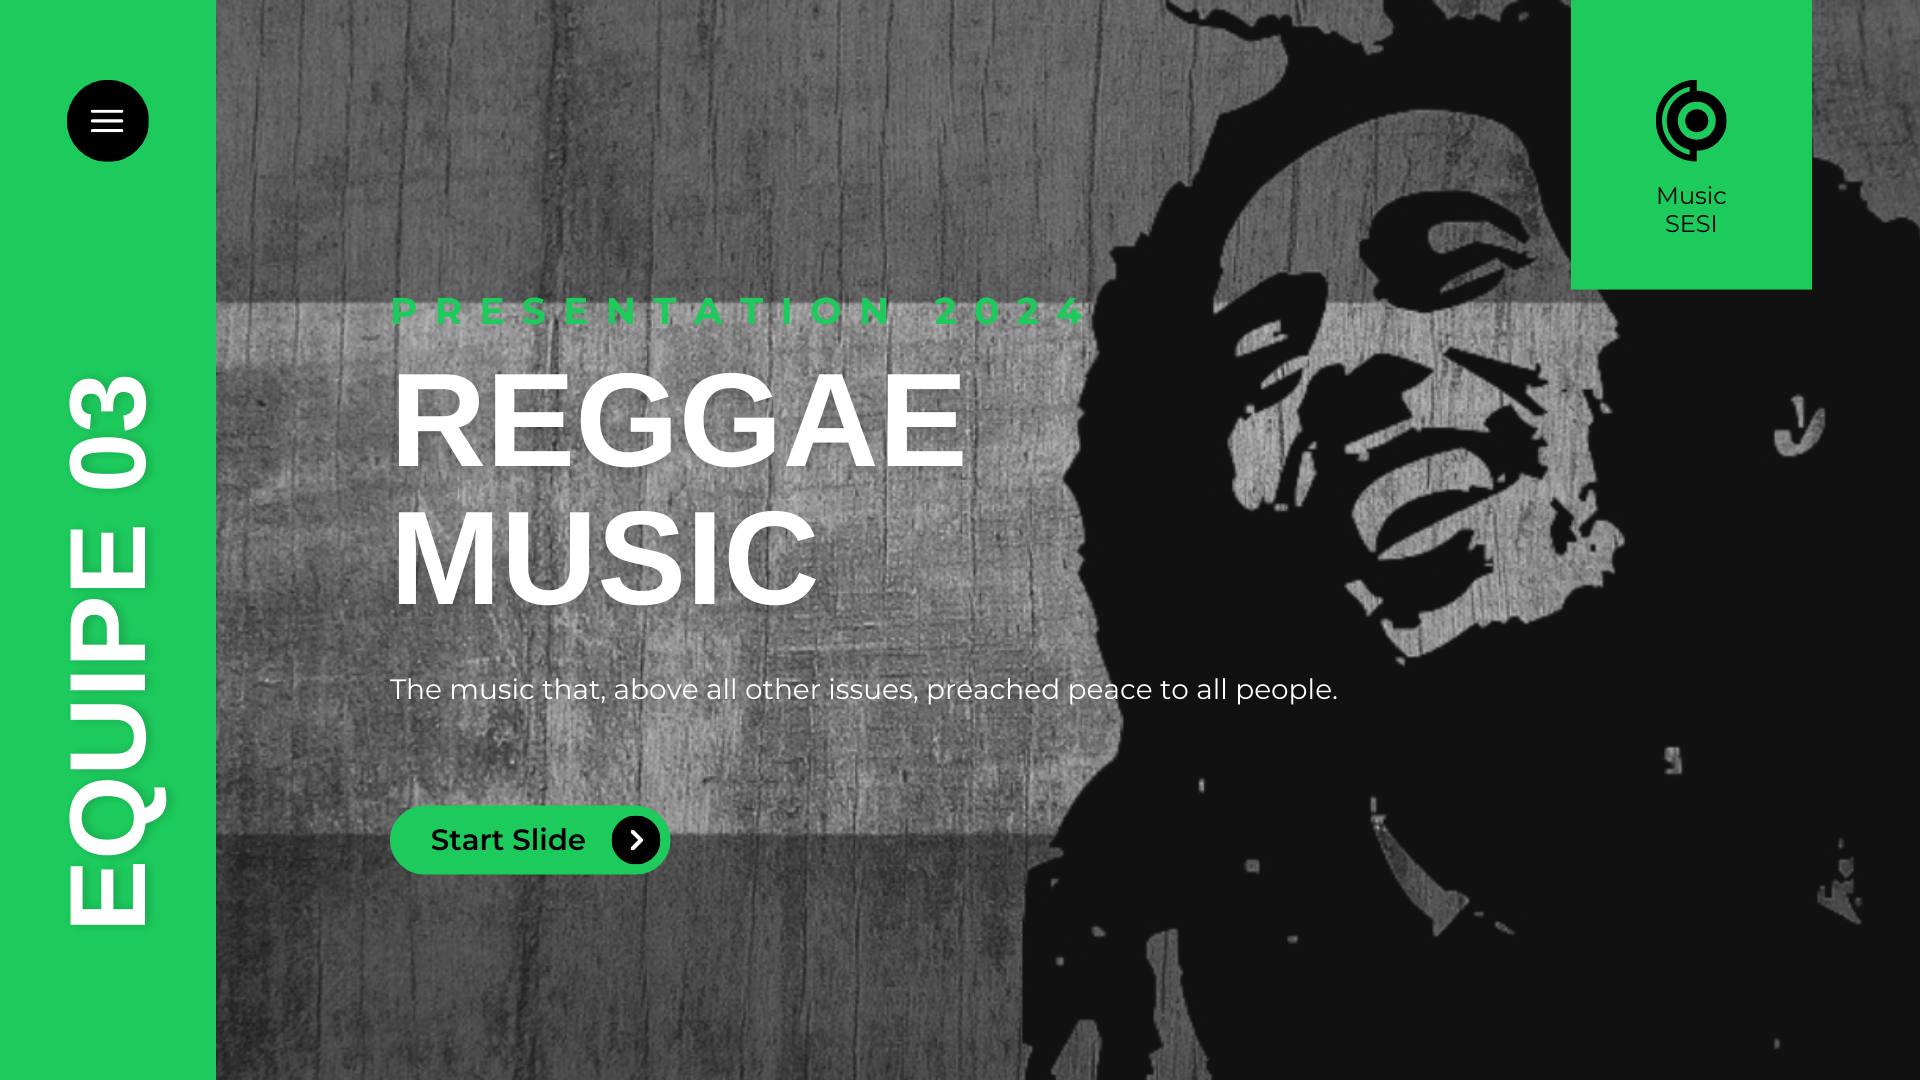 Music
SESI
PRESENTATION 2024
REGGAE
MUSIC
EQUIPE 03
The music that, above all other issues, preached peace to all people.
Start Slide